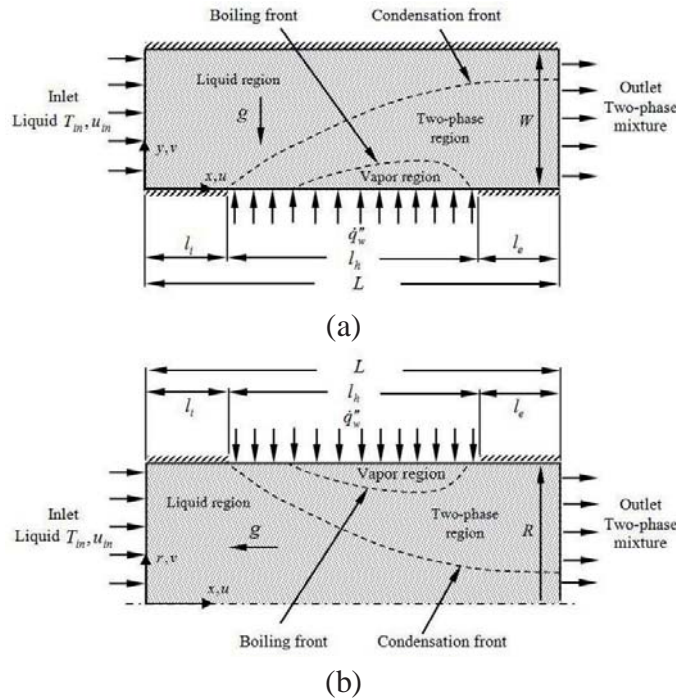 Boiling front
Condensation front
Inlet
Liquid T_in, u_in
Liquid region
g
y,v
x,u
Two-phase
region
Vapor region
W
Outlet
Two-phase
mixture
q̇″_w
l_i
l_h
l_e
L
(a)
L
l_i
l_h
l_e
q̇″_w
Vapor region
Inlet
Liquid T_in, u_in
Liquid region
g
r,v
x,u
Two-phase
region
R
Outlet
Two-phase
mixture
Boiling front
Condensation front
(b)